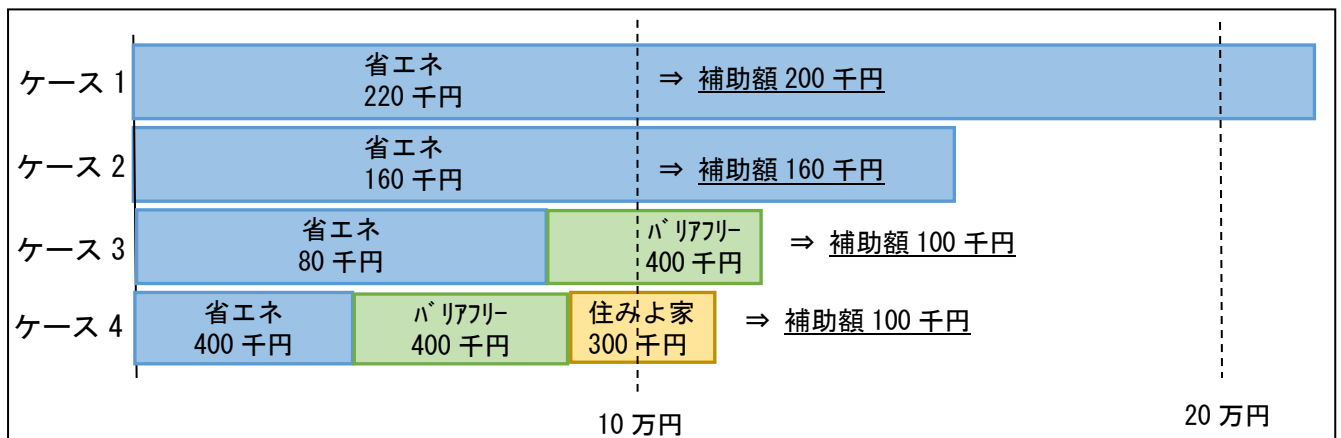 ケース 1
省エネ
220 千円
⇒ 補助額 200 千円
ケース 2
省エネ
160 千円
⇒ 補助額 160 千円
ケース 3
省エネ
80 千円
バリアフリー
400 千円
⇒ 補助額 100 千円
ケース 4
省エネ
400 千円
バリアフリー
400 千円
住みよ家
300 千円
⇒ 補助額 100 千円
10 万円
20 万円